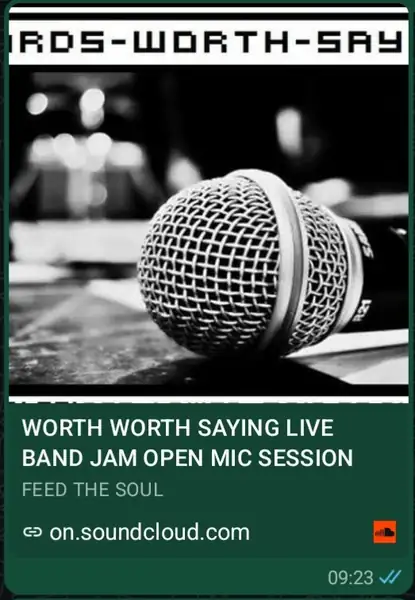 RDS-WORTH-SAY
WORTH WORTH SAYING LIVE
BAND JAM OPEN MIC SESSION
FEED THE SOUL
on.soundcloud.com
09:23